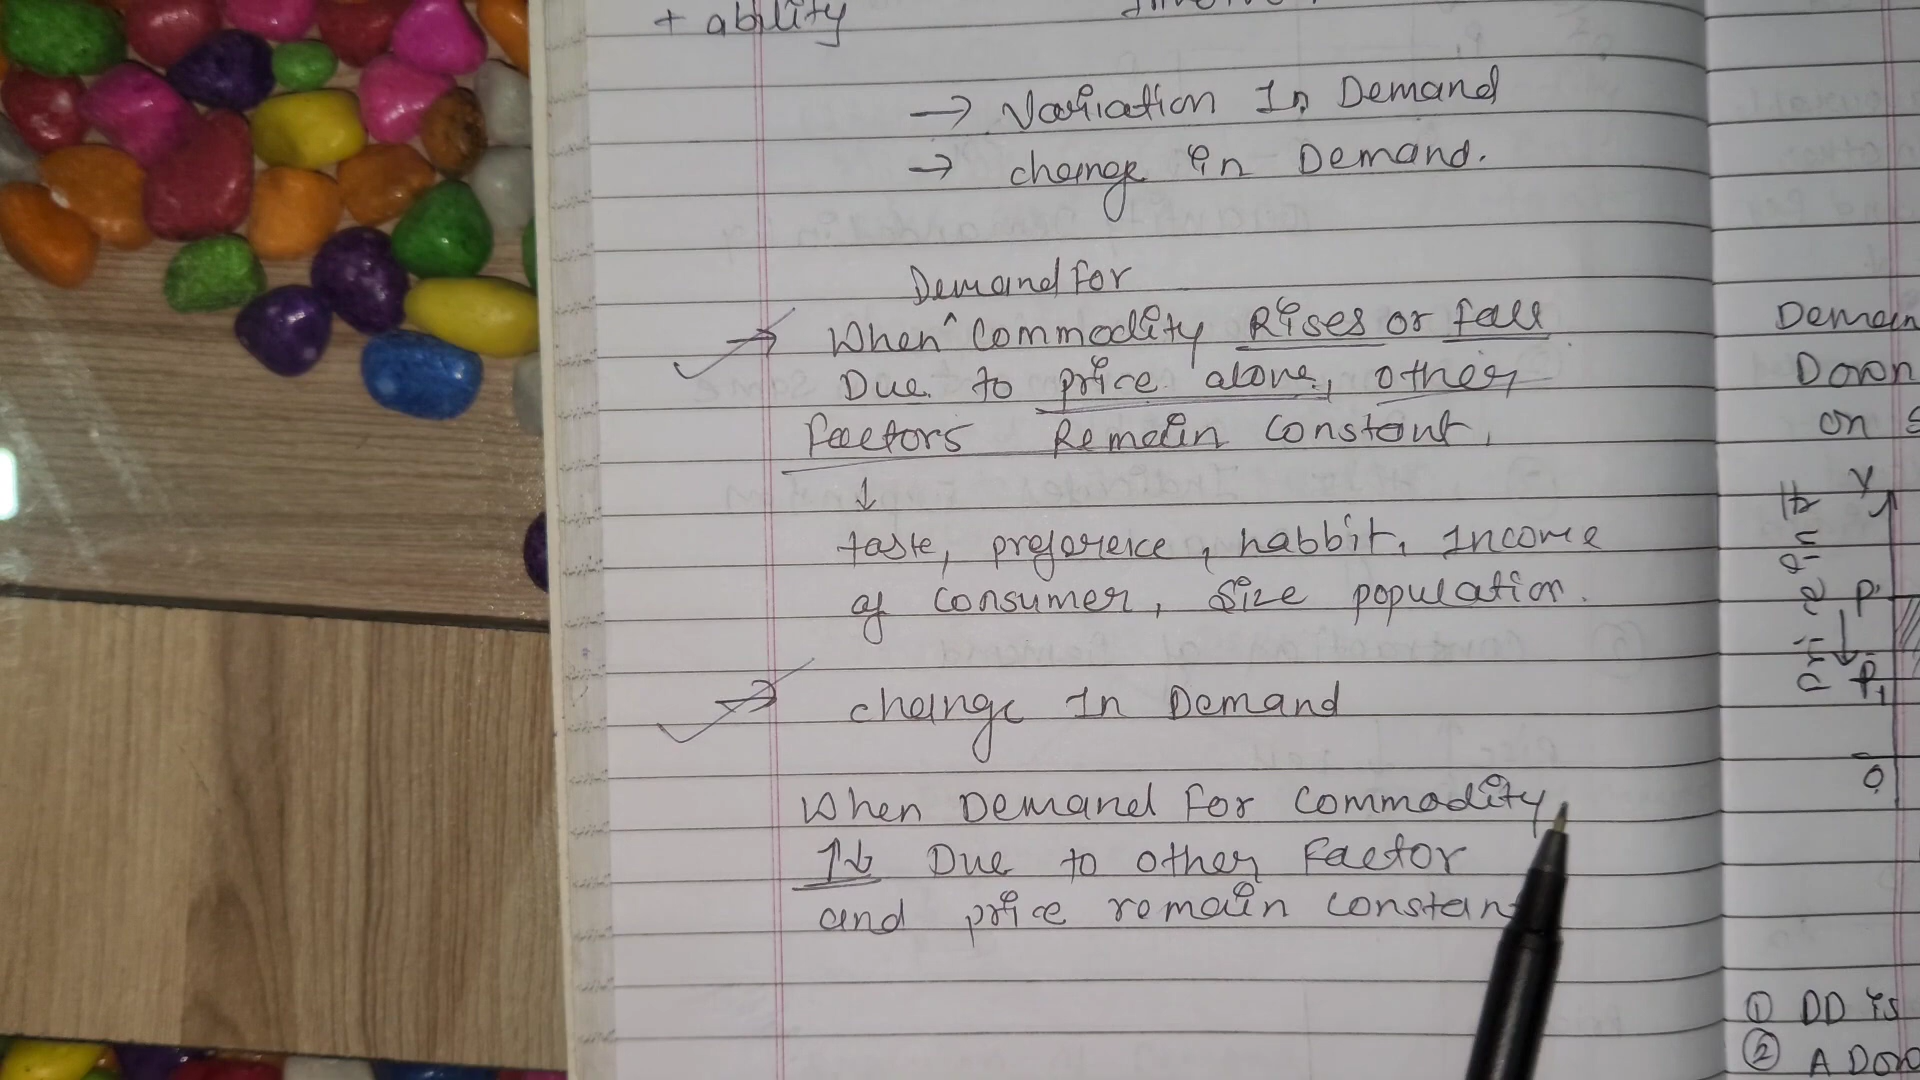 + ability
→ Variation In Demand
→ change in Demand.
Demand For
→ When ^ Commodity Rises or fall
Due to price alone, other
factors Remain constant.
↓
taste, preference, habbit, Income
of consumer, Size population.
→ change In Demand
When Demand For commodity
↑↓ Due to other Factor
and price remain constant
Down
on
Y
P
P₁
O
① DD is
②